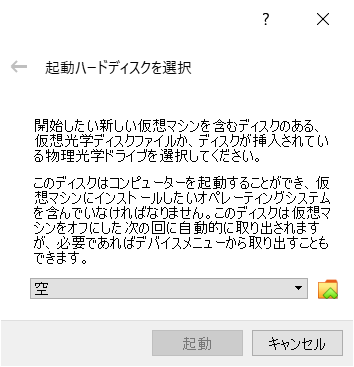 ?
起動ハードディスクを選択
開始したい新しい仮想マシンを含むディスクのある、
仮想光学ディスクファイルか、ディスクが挿入されてい
る物理光学ドライブを選択してください。
このディスクはコンピューターを起動することができ、仮
想マシンにインストールしたいオペレーティングシステム
を含んでいなければなりません。このディスクは仮想マ
シンをオフにした次の回に自動的に取り出されます
が、必要であればデバイスメニューから取り出すことも
できます。
空
起動 キャンセル